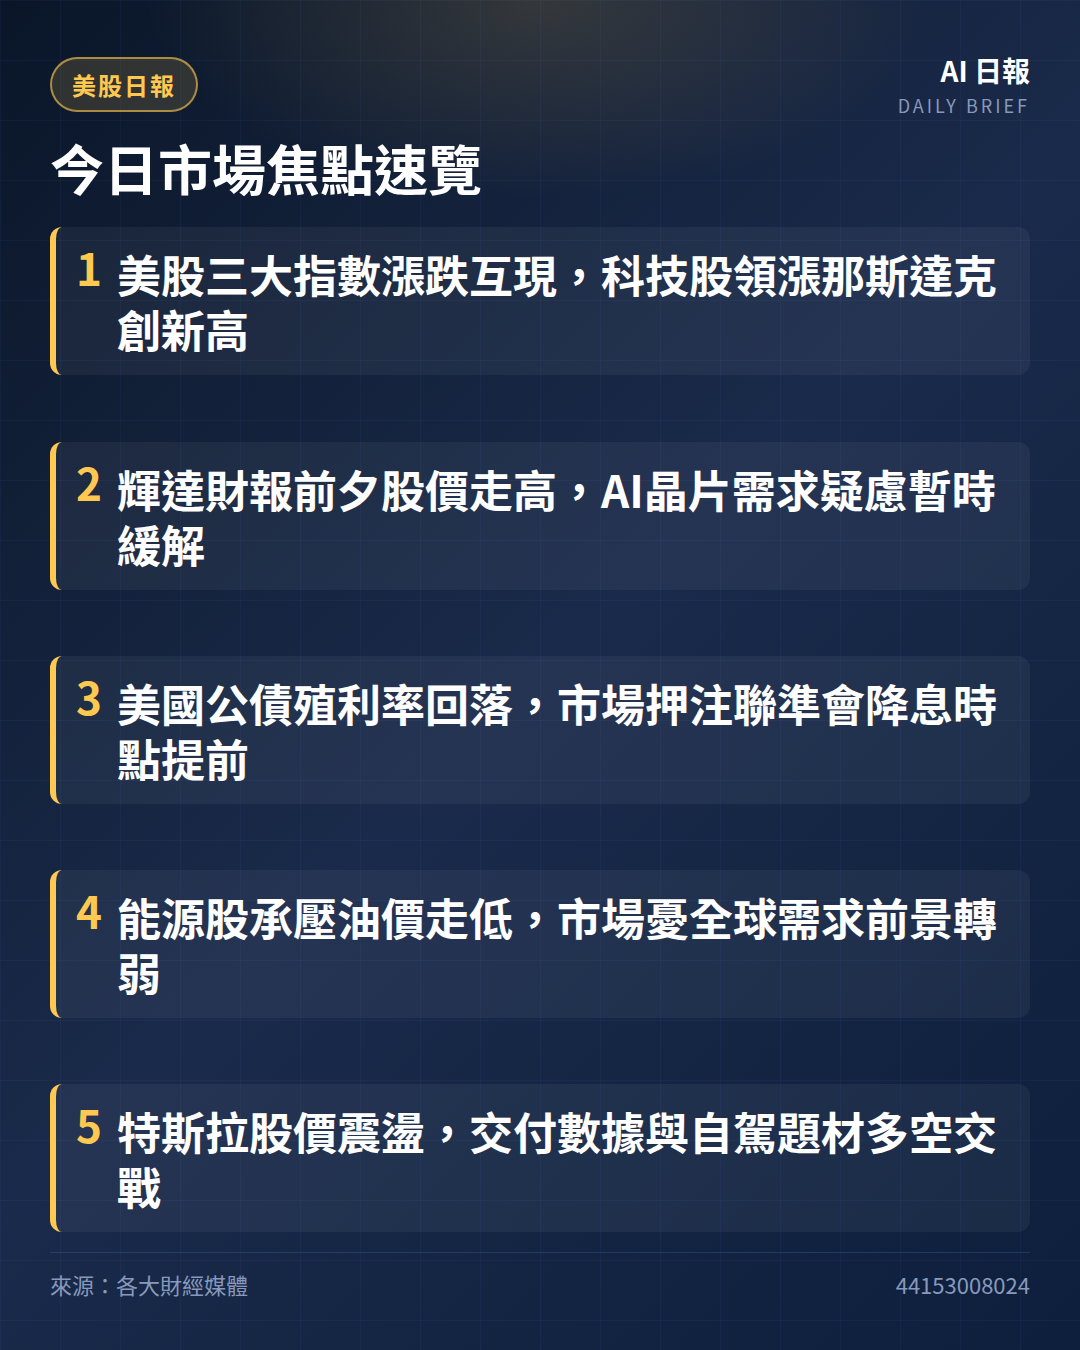 美股日報
AI 日報
DAILY BRIEF
今日市場焦點速覽
1 美股三大指數漲跌互現，科技股領漲那斯達克
創新高
2 輝達財報前夕股價走高，AI晶片需求疑慮暫時
緩解
3 美國公債殖利率回落，市場押注聯準會降息時
點提前
4 能源股承壓油價走低，市場憂全球需求前景轉
弱
5 特斯拉股價震盪，交付數據與自駕題材多空交
戰
來源：各大財經媒體
44153008024